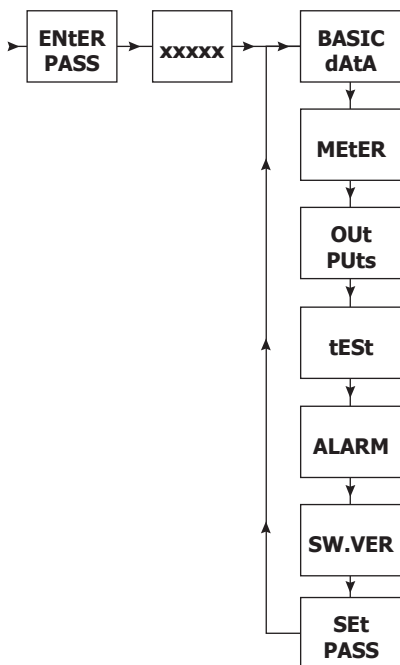 ENtER
PASS
xxxxx
BASIC
dAtA
MEtER
OUt
PUts
tESt
ALARM
SW.VER
SEt
PASS